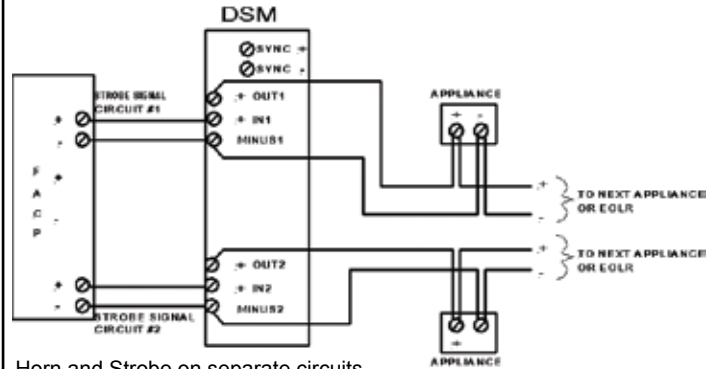 DSM
SYNC +
SYNC -
STROBE SIGNAL
CIRCUIT #1
+ OUT1
+ IN1
MINUS1
+
-
F
A
C
P
+
-
APPLIANCE
+ -
+
-
TO NEXT APPLIANCE
OR EOLR
+ OUT2
+ IN2
MINUS2
+
-
STROBE SIGNAL
CIRCUIT #2
+
-
TO NEXT APPLIANCE
OR EOLR
+
APPLIANCE
Horn and Strobe on separate circuits